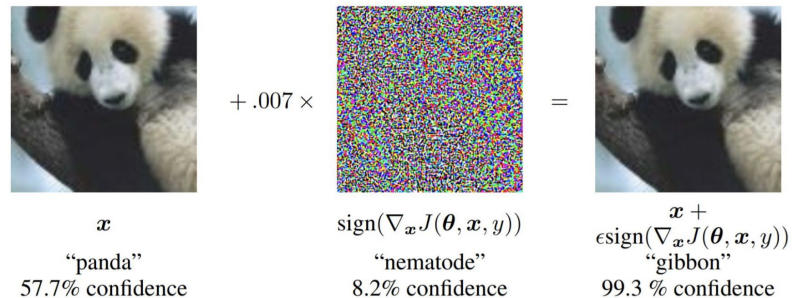 + .007 ×
=
x
"panda"
57.7% confidence
sign(∇ₓJ(θ, x, y))
"nematode"
8.2% confidence
x +
ϵsign(∇ₓJ(θ, x, y))
"gibbon"
99.3 % confidence